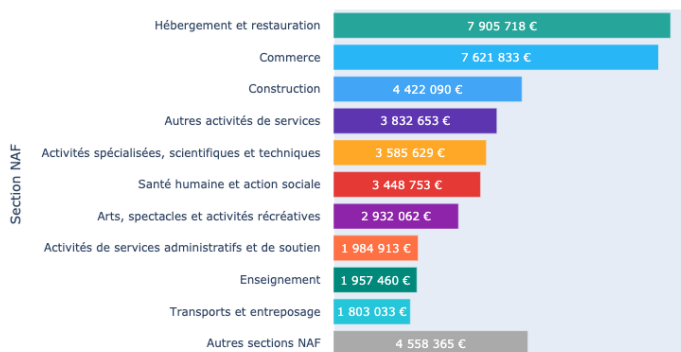 Section NAF
Hébergement et restauration 7 905 718 €
Commerce 7 621 833 €
Construction 4 422 090 €
Autres activités de services 3 832 653 €
Activités spécialisées, scientifiques et techniques 3 585 629 €
Santé humaine et action sociale 3 448 753 €
Arts, spectacles et activités récréatives 2 932 062 €
Activités de services administratifs et de soutien 1 984 913 €
Enseignement 1 957 460 €
Transports et entreposage 1 803 033 €
Autres sections NAF 4 558 365 €